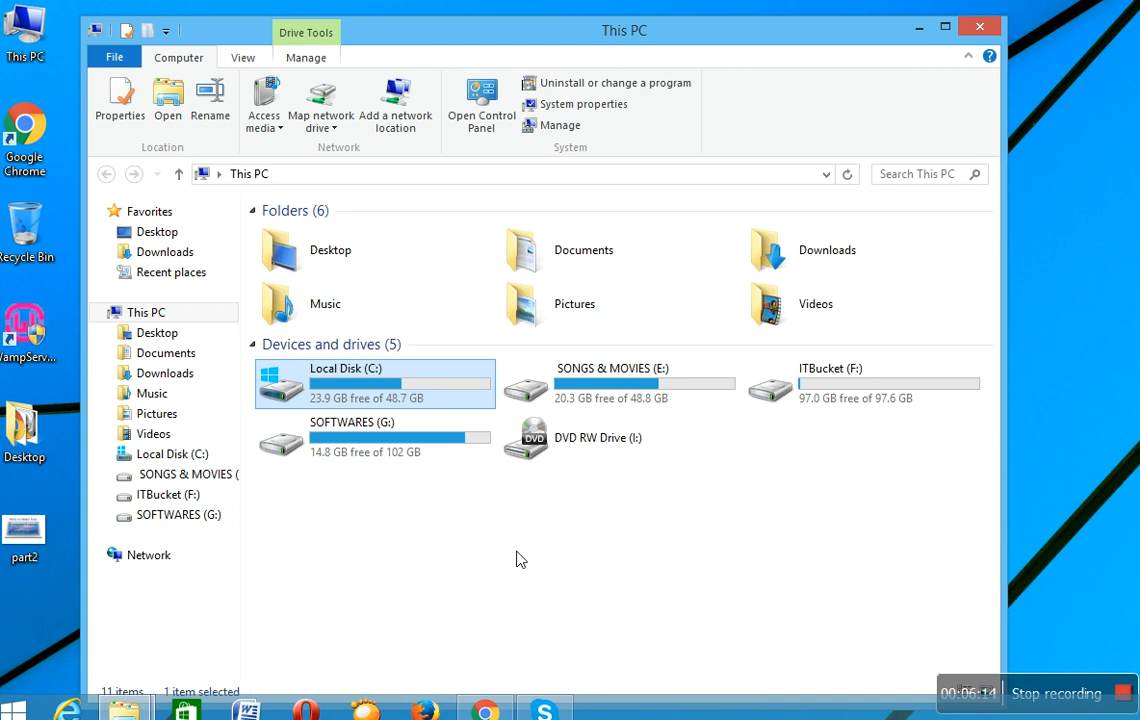 This PC
Google
Chrome
Recycle Bin
WampServ...
Desktop
part2
Drive Tools
This PC
File
Computer
View
Manage
Properties
Open
Rename
Location
Access
media
Map network
drive
Add a network
location
Network
Open Control
Panel
Uninstall or change a program
System properties
Manage
System
This PC
Search This PC
Favorites
Desktop
Downloads
Recent places
This PC
Desktop
Documents
Downloads
Music
Pictures
Videos
Local Disk (C:)
SONGS & MOVIES (
ITBucket (F:)
SOFTWARES (G:)
Network
Folders (6)
Desktop
Documents
Downloads
Music
Pictures
Videos
Devices and drives (5)
Local Disk (C:)
23.9 GB free of 48.7 GB
SONGS & MOVIES (E:)
20.3 GB free of 48.8 GB
ITBucket (F:)
97.0 GB free of 97.6 GB
SOFTWARES (G:)
14.8 GB free of 102 GB
DVD
DVD RW Drive (I:)
11 items
1 item selected
00:06:14
Stop recording